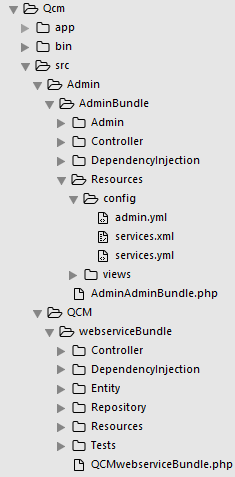 Qcm
app
bin
src
Admin
AdminBundle
Admin
Controller
DependencyInjection
Resources
config
admin.yml
services.xml
services.yml
views
AdminAdminBundle.php
QCM
webserviceBundle
Controller
DependencyInjection
Entity
Repository
Resources
Tests
QCMwebserviceBundle.php